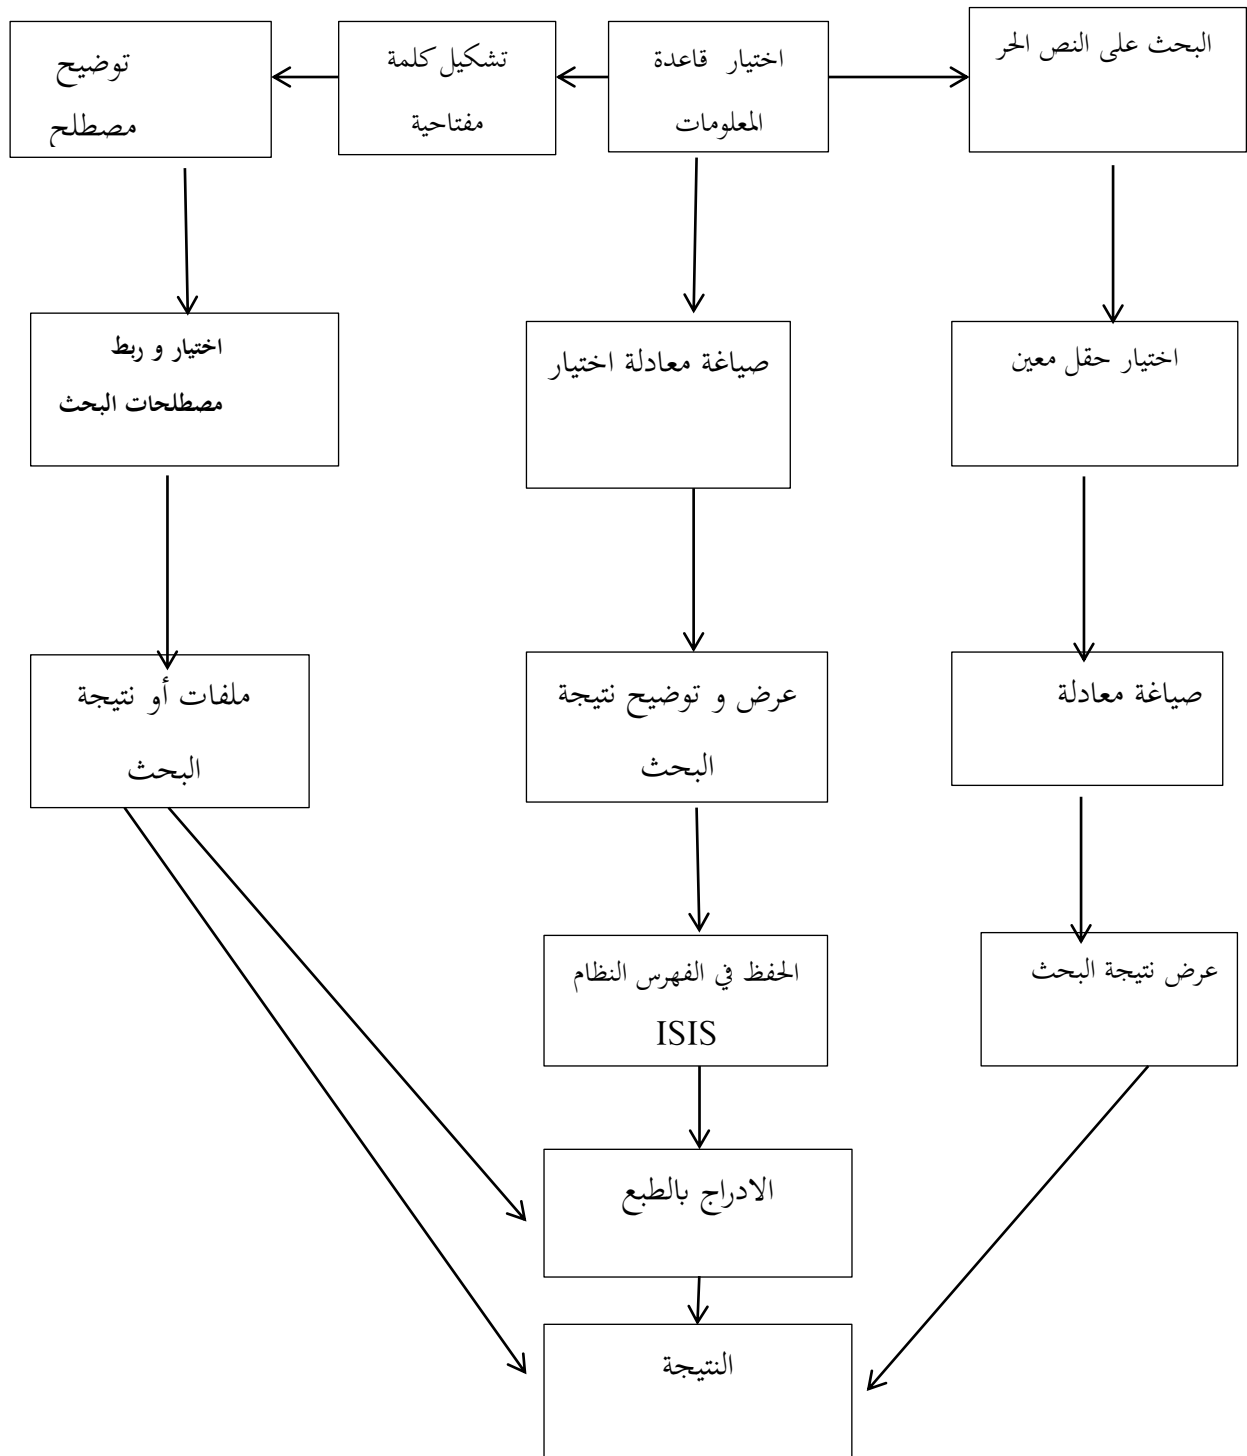 البحث على النص الحر
اختيار قاعدة
المعلومات
تشكيل كلمة
مفتاحية
توضيح
مصطلح
اختيار حقل معين
صياغة معادلة اختيار
اختيار و ربط
مصطلحات البحث
صياغة معادلة
عرض و توضيح نتيجة
البحث
ملفات أو نتيجة
البحث
عرض نتيجة البحث
الحفظ في الفهرس النظام
ISIS
الادراج بالطبع
النتيجة